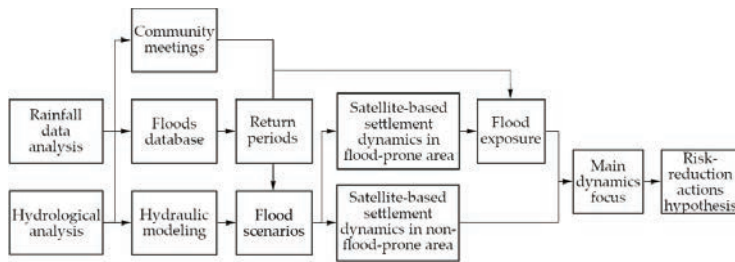 Community
meetings
Rainfall
data
analysis
Floods
database
Return
periods
Satellite-based
settlement
dynamics in
flood-prone area
Flood
exposure
Main
dynamics
focus
Risk-
reduction
actions
hypothesis
Hydrological
analysis
Hydraulic
modeling
Flood
scenarios
Satellite-based
settlement
dynamics in non-
flood-prone area